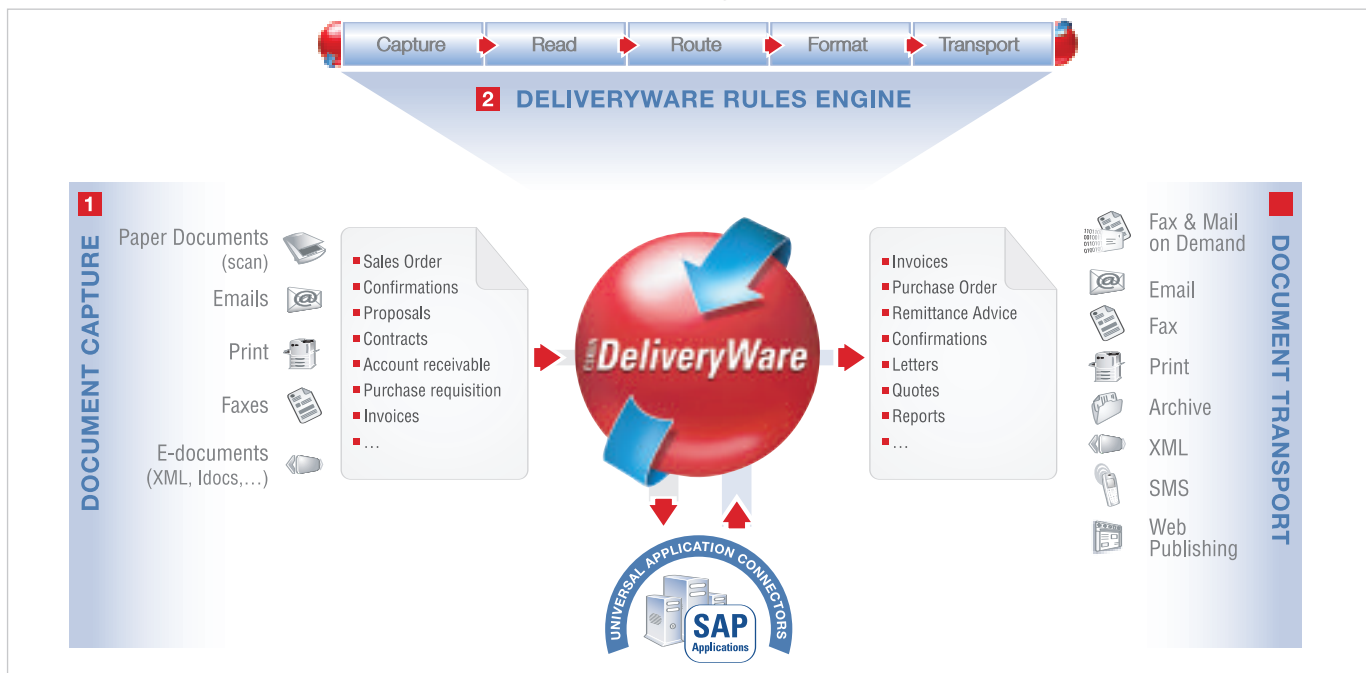 Capture
Read
Route
Format
Transport
2 DELIVERYWARE RULES ENGINE
1
DOCUMENT CAPTURE
Paper Documents
(scan)
Emails
Print
Faxes
E-documents
(XML, Idocs,...)
Sales Order
Confirmations
Proposals
Contracts
Account receivable
Purchase requisition
Invoices
...
DeliveryWare
Invoices
Purchase Order
Remittance Advice
Confirmations
Letters
Quotes
Reports
...
Fax & Mail
on Demand
Email
Fax
Print
Archive
XML
SMS
Web
Publishing
DOCUMENT TRANSPORT
UNIVERSAL APPLICATION CONNECTORS
SAP
Applications